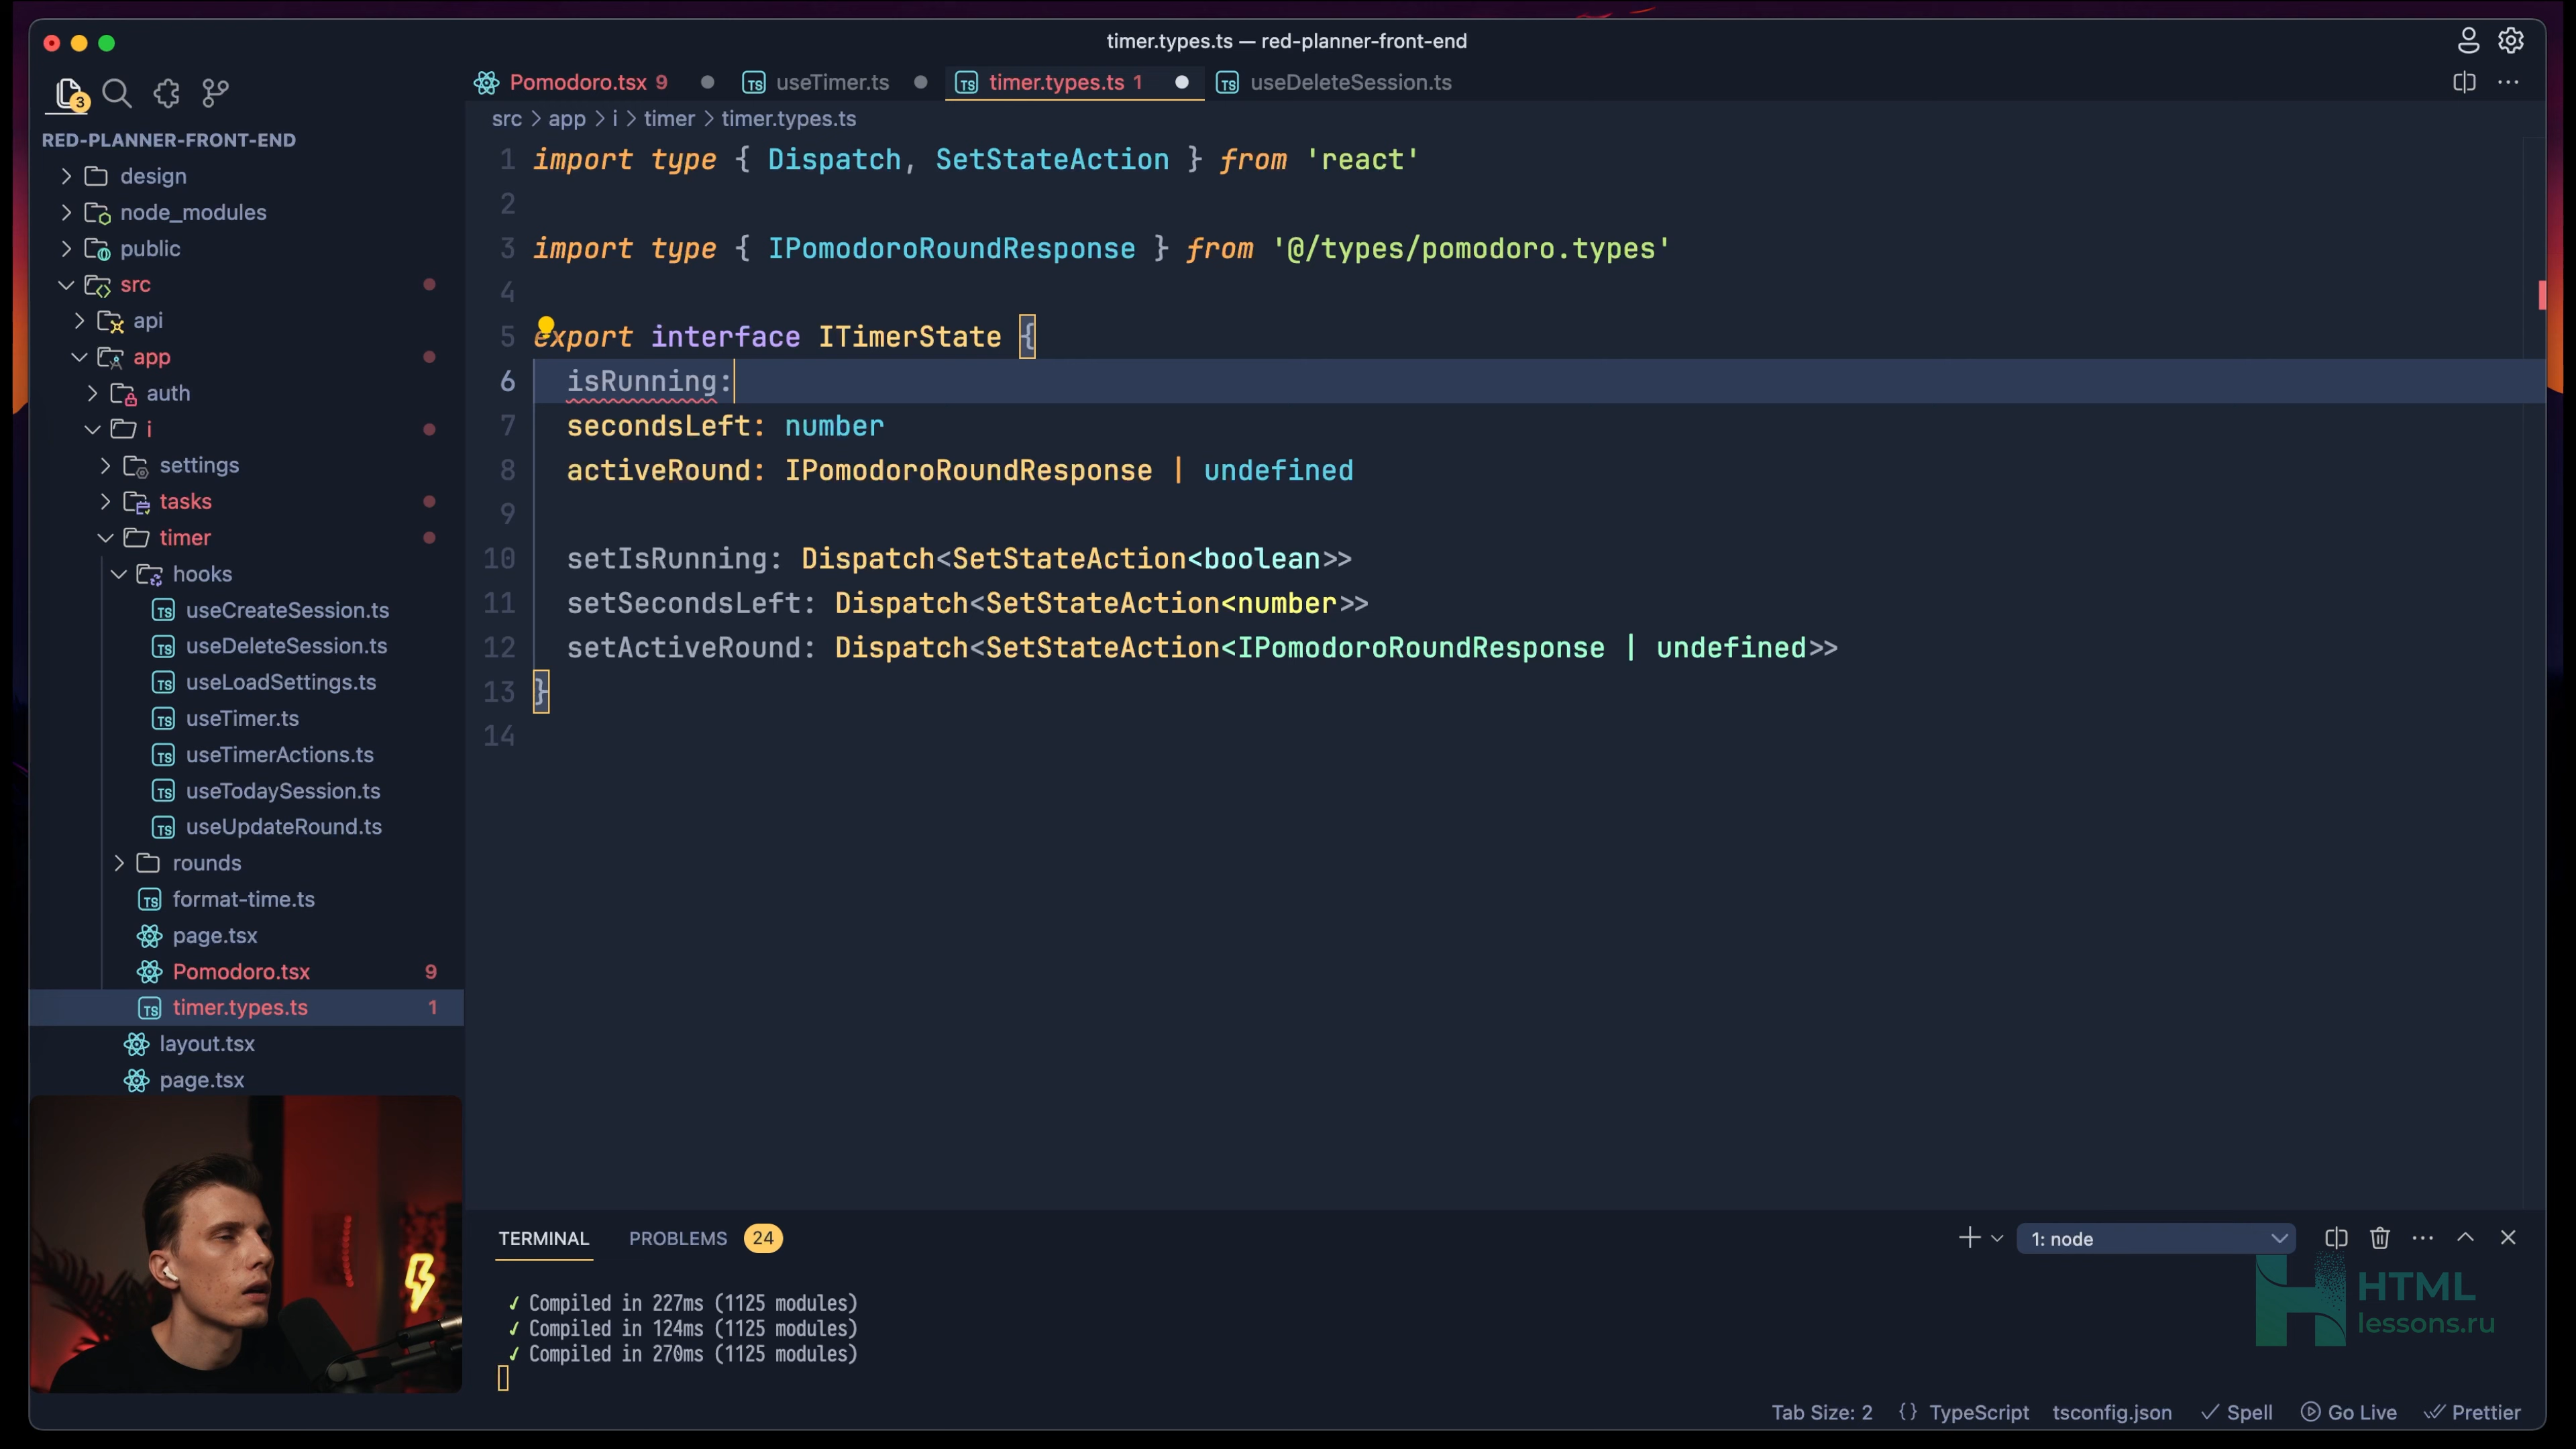 timer.types.ts — red-planner-front-end
3
Pomodoro.tsx 9
useTimer.ts
timer.types.ts 1
useDeleteSession.ts
RED-PLANNER-FRONT-END
design
node_modules
public
src
api
app
auth
i
settings
tasks
timer
hooks
useCreateSession.ts
useDeleteSession.ts
useLoadSettings.ts
useTimer.ts
useTimerActions.ts
useTodaySession.ts
useUpdateRound.ts
rounds
format-time.ts
page.tsx
Pomodoro.tsx 9
timer.types.ts 1
layout.tsx
page.tsx
src > app > i > timer > timer.types.ts
1 import type { Dispatch, SetStateAction } from 'react'
2
3 import type { IPomodoroRoundResponse } from '@/types/pomodoro.types'
4
5 export interface ITimerState {
6 isRunning:
7 secondsLeft: number
8 activeRound: IPomodoroRoundResponse | undefined
9
10 setIsRunning: Dispatch<SetStateAction<boolean>>
11 setSecondsLeft: Dispatch<SetStateAction<number>>
12 setActiveRound: Dispatch<SetStateAction<IPomodoroRoundResponse | undefined>>
13 }
14
TERMINAL PROBLEMS 24
1: node
✓ Compiled in 227ms (1125 modules)
✓ Compiled in 124ms (1125 modules)
✓ Compiled in 270ms (1125 modules)
HTML
lessons.ru
Tab Size: 2 {} TypeScript tsconfig.json ✓ Spell Go Live Prettier